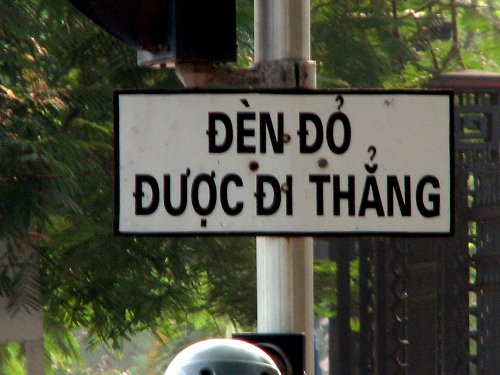 ĐÈN ĐỎ
ĐƯỢC ĐI THẲNG